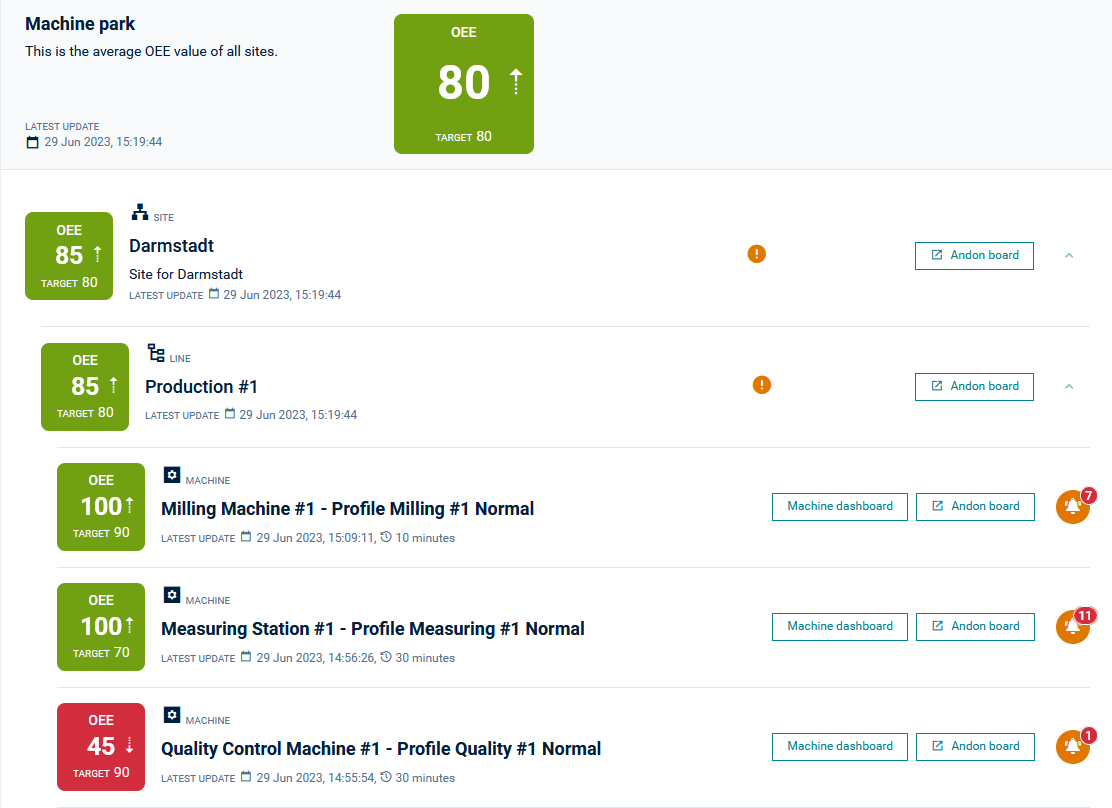 Machine park
This is the average OEE value of all sites.
LATEST UPDATE
29 Jun 2023, 15:19:44
OEE
80
TARGET 80
OEE
85
TARGET 80
SITE
Darmstadt
Site for Darmstadt
LATEST UPDATE 29 Jun 2023, 15:19:44
!
Andon board
OEE
85
TARGET 80
LINE
Production #1
LATEST UPDATE 29 Jun 2023, 15:19:44
!
Andon board
OEE
100
TARGET 90
MACHINE
Milling Machine #1 - Profile Milling #1 Normal
LATEST UPDATE 29 Jun 2023, 15:09:11, 10 minutes
Machine dashboard
Andon board
7
OEE
100
TARGET 70
MACHINE
Measuring Station #1 - Profile Measuring #1 Normal
LATEST UPDATE 29 Jun 2023, 14:56:26, 30 minutes
Machine dashboard
Andon board
11
OEE
45
TARGET 90
MACHINE
Quality Control Machine #1 - Profile Quality #1 Normal
LATEST UPDATE 29 Jun 2023, 14:55:54, 30 minutes
Machine dashboard
Andon board
1